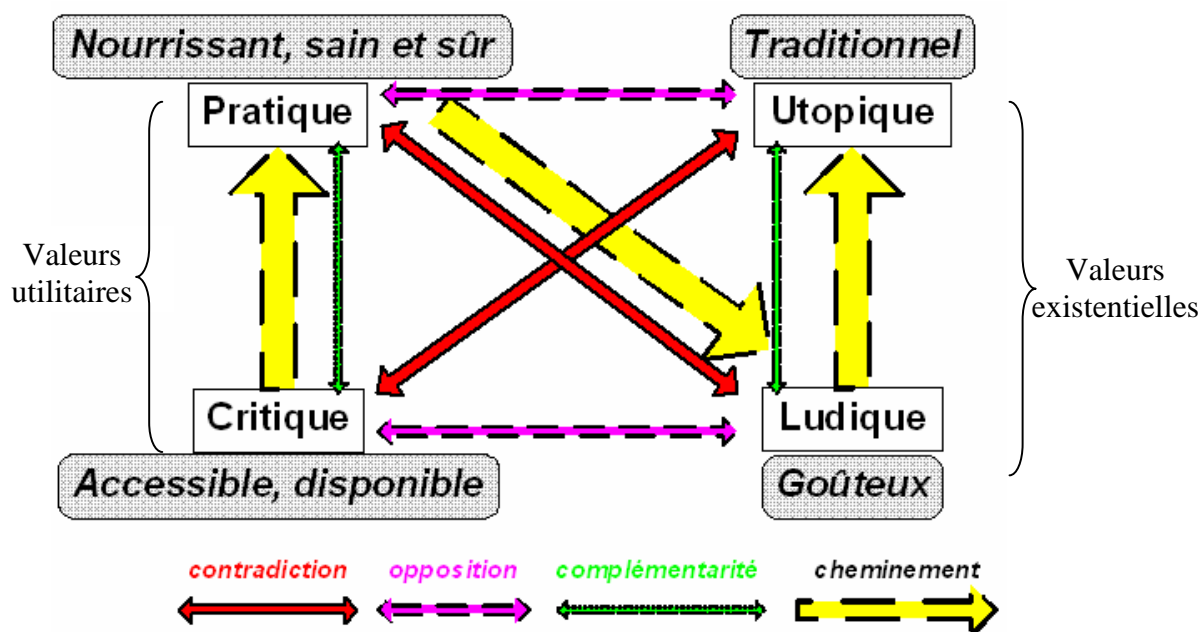 Nourrissant, sain et sûr
Traditionnel
Pratique
Utopique
Valeurs
utilitaires
Valeurs
existentielles
Critique
Ludique
Accessible, disponible
Goûteux
contradiction
opposition
complémentarité
cheminement